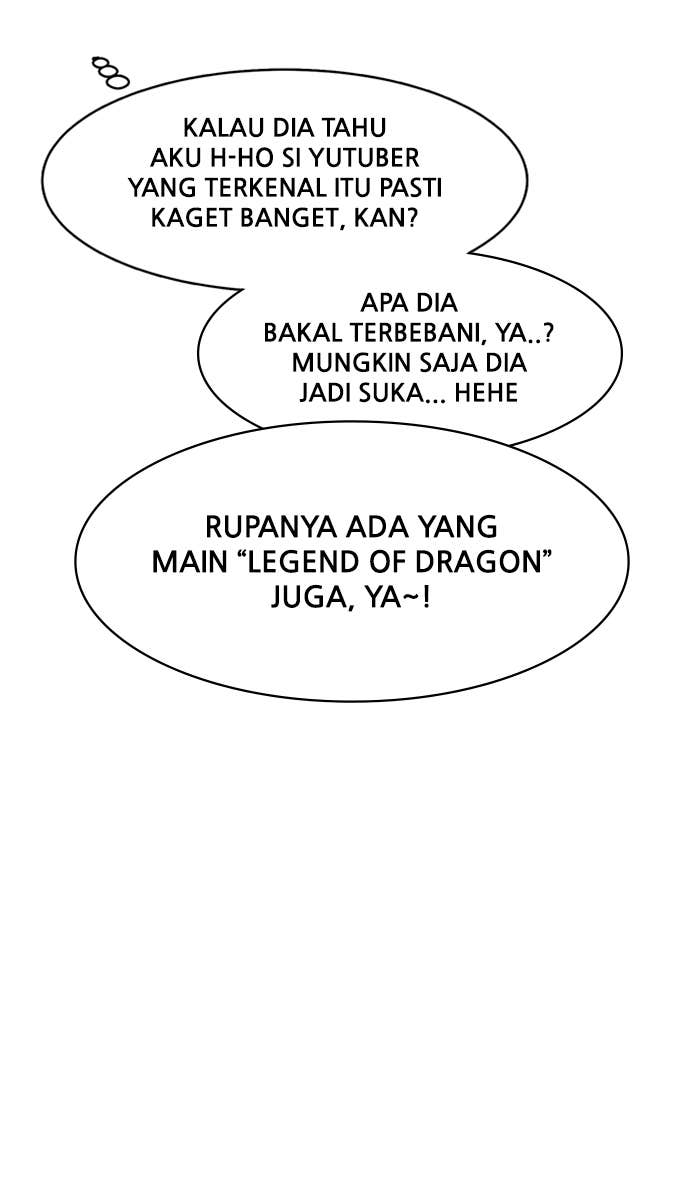 KALAU DIA TAHU
AKU H-HO SI YUTUBER
YANG TERKENAL ITU PASTI
KAGET BANGET, KAN?
APA DIA
BAKAL TERBEBANI, YA..?
MUNGKIN SAJA DIA
JADI SUKA... HEHE
RUPANYA ADA YANG
MAIN “LEGEND OF DRAGON”
JUGA, YA~!